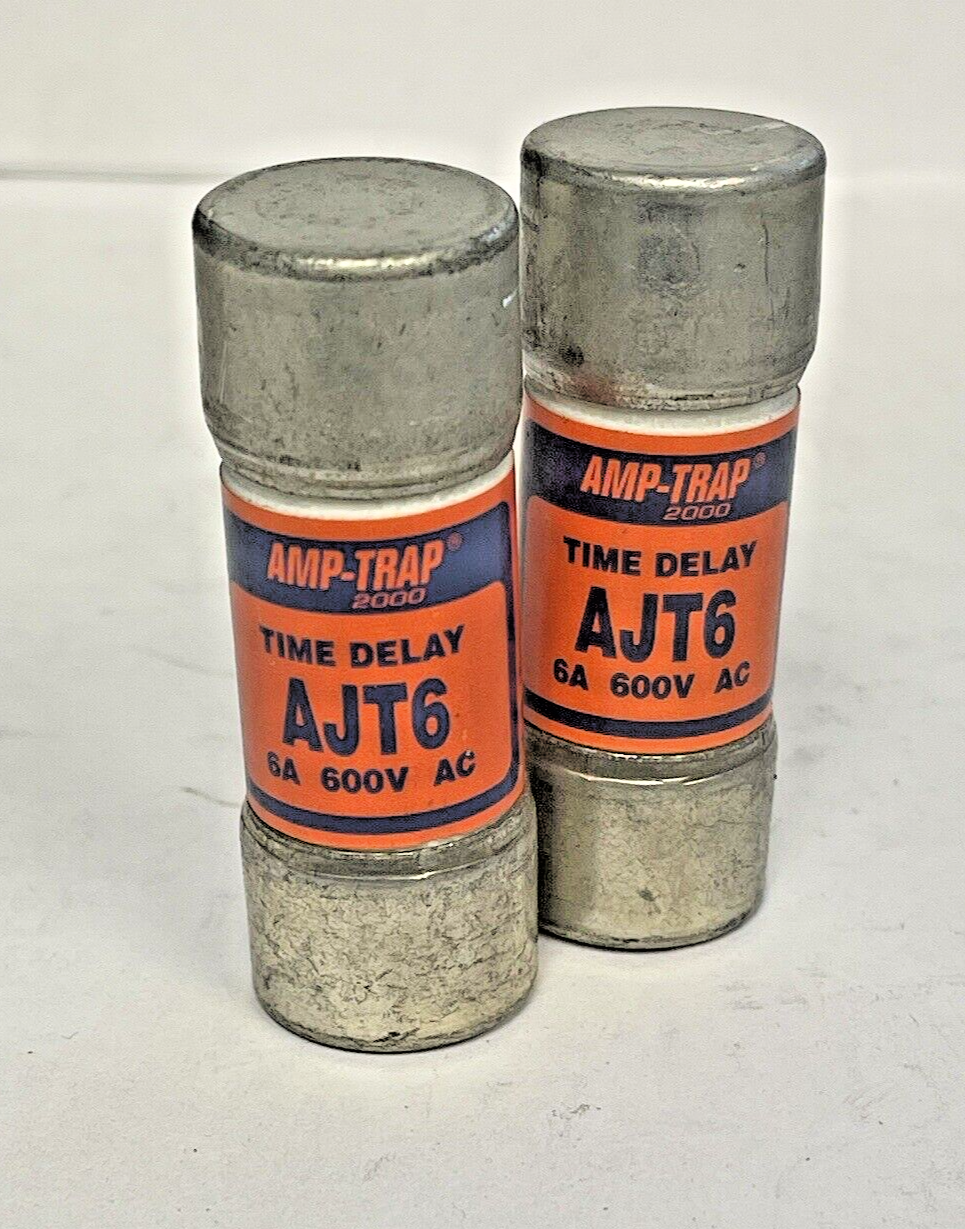 AMP-TRAP®
2000
TIME DELAY
AJT6
6A 600V AC
AMP-TRAP®
2000
TIME DELAY
AJT6
6A 600V AC